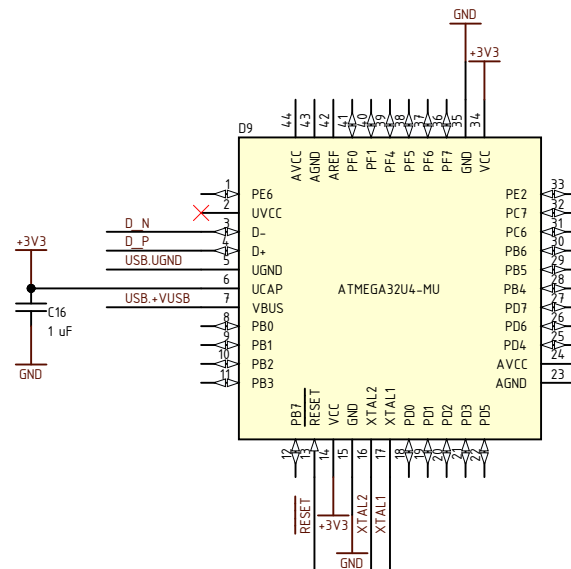 GND
+3V3
D9
44
43
42
41
40
39
38
37
36
35
34
AVCC
AGND
AREF
PF0
PF1
PF4
PF5
PF6
PF7
GND
VCC
1 PE6
2 UVCC
D_N 3 D-
D_P 4 D+
USB.UGND 5 UGND
+3V3
6 UCAP
USB.+VUSB 7 VBUS
C16
1 uF
GND
8 PB0
9 PB1
10 PB2
11 PB3
ATMEGA32U4-MU
PE2 33
PC7 32
PC6 31
PB6 30
PB5 29
PB4 28
PD7 27
PD6 26
PD4 25
AVCC 24
AGND 23
PB7
RESET
VCC
GND
XTAL2
XTAL1
PD0
PD1
PD2
PD3
PD5
12
13
14
15
16
17
18
19
20
21
22
RESET
+3V3
GND
XTAL2
XTAL1